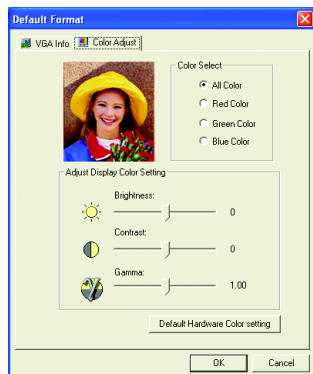 Default Format
VGA Info
Color Adjust
Color Select
All Color
Red Color
Green Color
Blue Color
Adjust Display Color Setting
Brightness:
0
Contrast:
0
Gamma:
1.00
Default Hardware Color setting
OK
Cancel